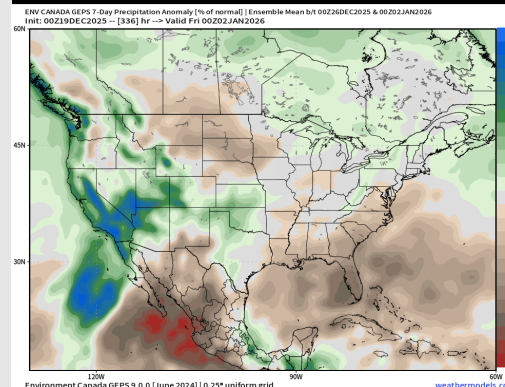 ENV CANADA GEPS 7-Day Precipitation Anomaly [% of normal] | Ensemble Mean b/t 00Z26DEC2025 & 00Z02JAN2026
Init: 00Z19DEC2025 -- [336] hr --> Valid Fri 00Z02JAN2026
60N
45N
30N
120W
90W
60W
Environment Canada GEPS 9.0.0 [June 2024] | 0.25° uniform grid
weathermodels.co